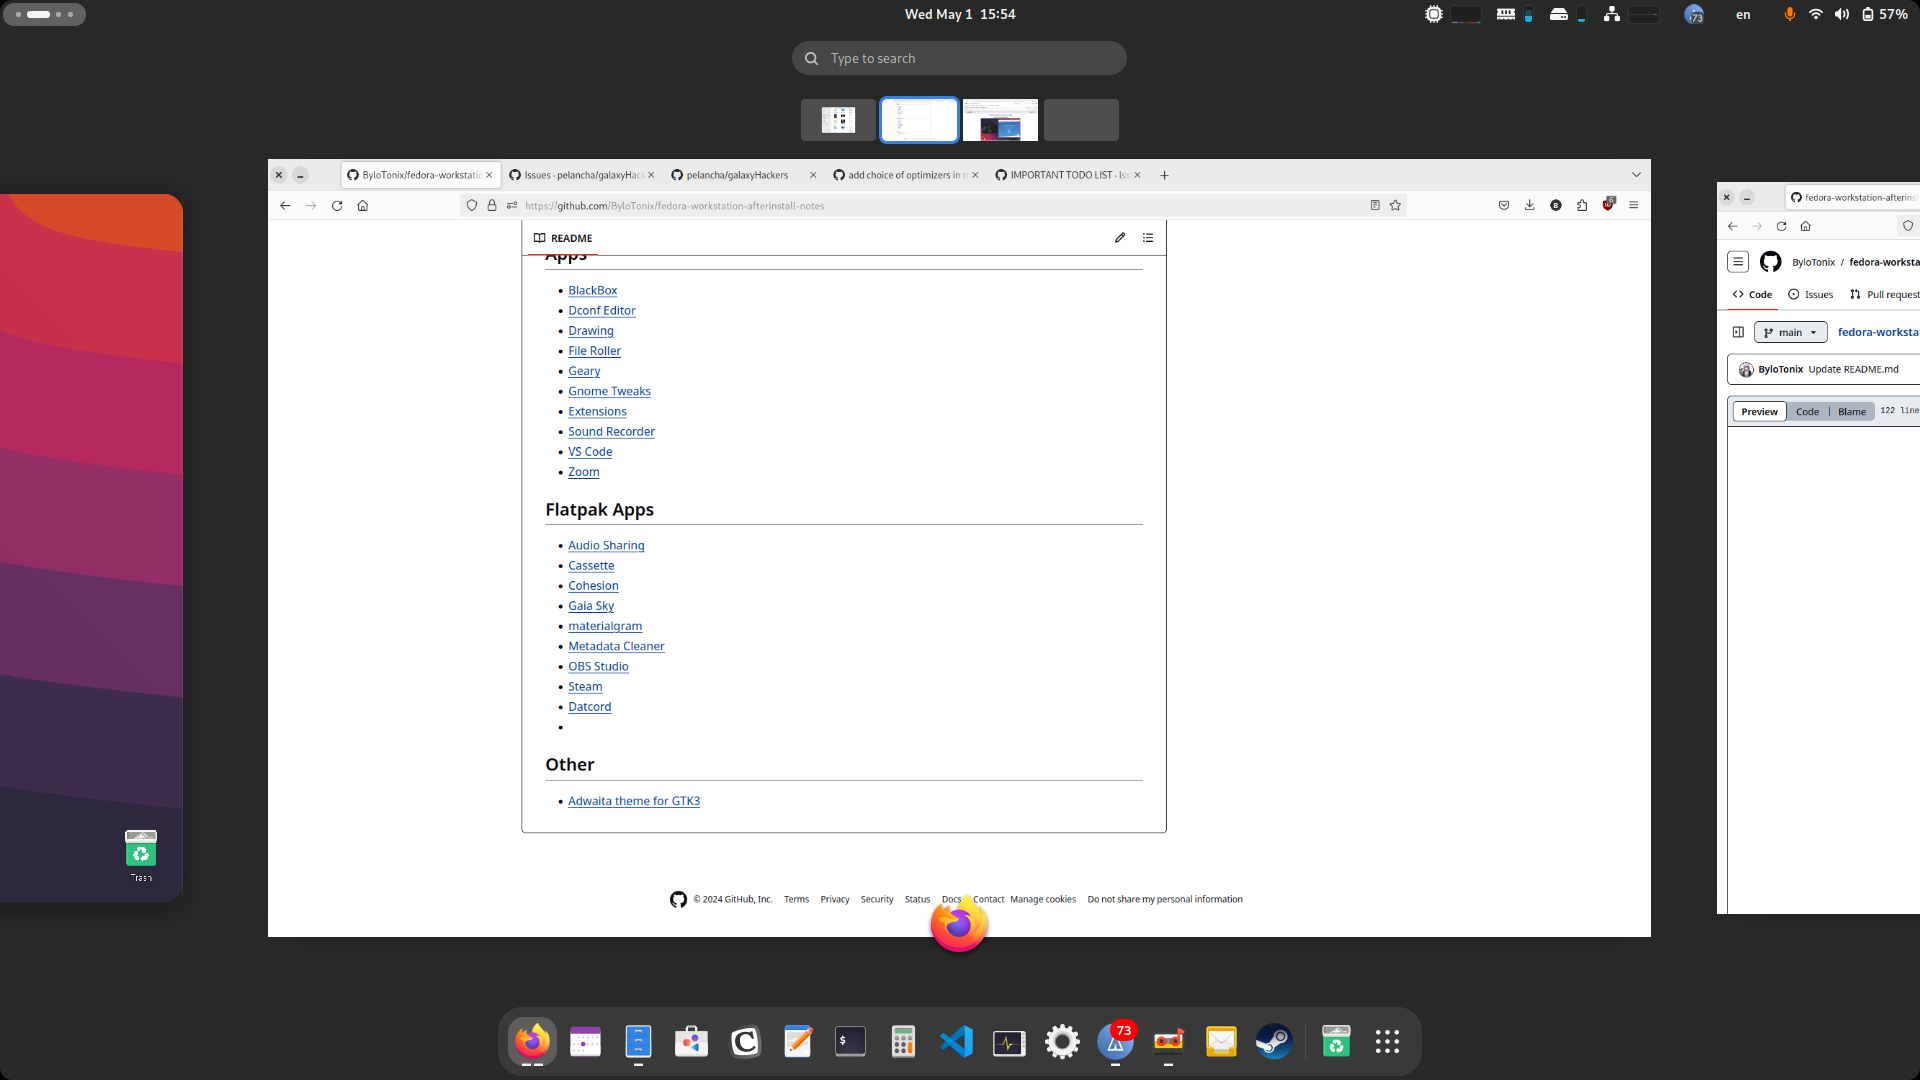 Wed May 1 15:54
73
en
57%
Type to search
ByloTonix/fedora-workstatio
Issues · pelancha/galaxyHack
pelancha/galaxyHackers
add choice of optimizers in
IMPORTANT TODO LIST · Iss
https://github.com/ByloTonix/fedora-workstation-afterinstall-notes
6
README
Apps
BlackBox
Dconf Editor
Drawing
File Roller
Geary
Gnome Tweaks
Extensions
Sound Recorder
VS Code
Zoom
Flatpak Apps
Audio Sharing
Cassette
Cohesion
Gaia Sky
materialgram
Metadata Cleaner
OBS Studio
Steam
Datcord
Other
Adwaita theme for GTK3
© 2024 GitHub, Inc. Terms Privacy Security Status Docs Contact Manage cookies Do not share my personal information
Trash
fedora-workstation-afterinst
ByloTonix / fedora-worksta
Code Issues Pull request
main fedora-workstat
ByloTonix Update README.md
Preview Code Blame 122 line
$
73